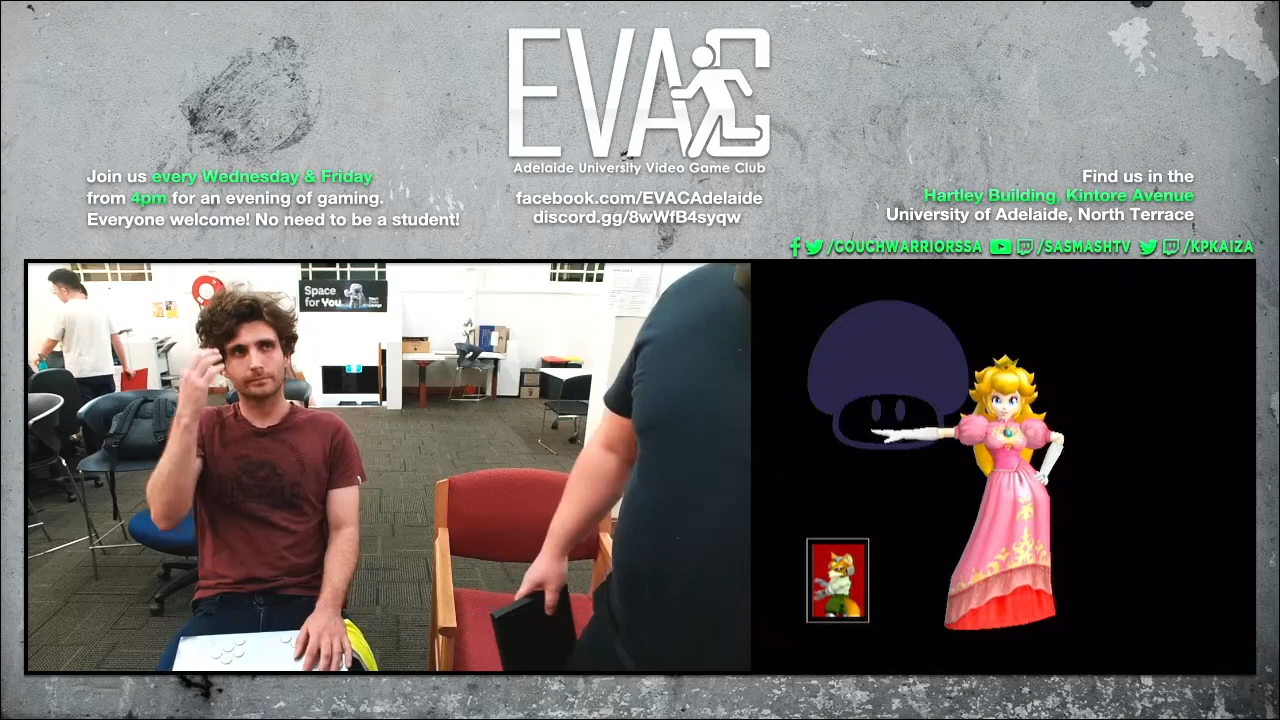 EVAC
Adelaide University Video Game Club
facebook.com/EVACAdelaide
discord.gg/8wWfB4syqw
Join us every Wednesday & Friday
from 4pm for an evening of gaming.
Everyone welcome! No need to be a student!
Find us in the
Hartley Building, Kintore Avenue
University of Adelaide, North Terrace
/COUCHWARRIORSSA /SASMASHTV /KPKAIZA
Space
for You